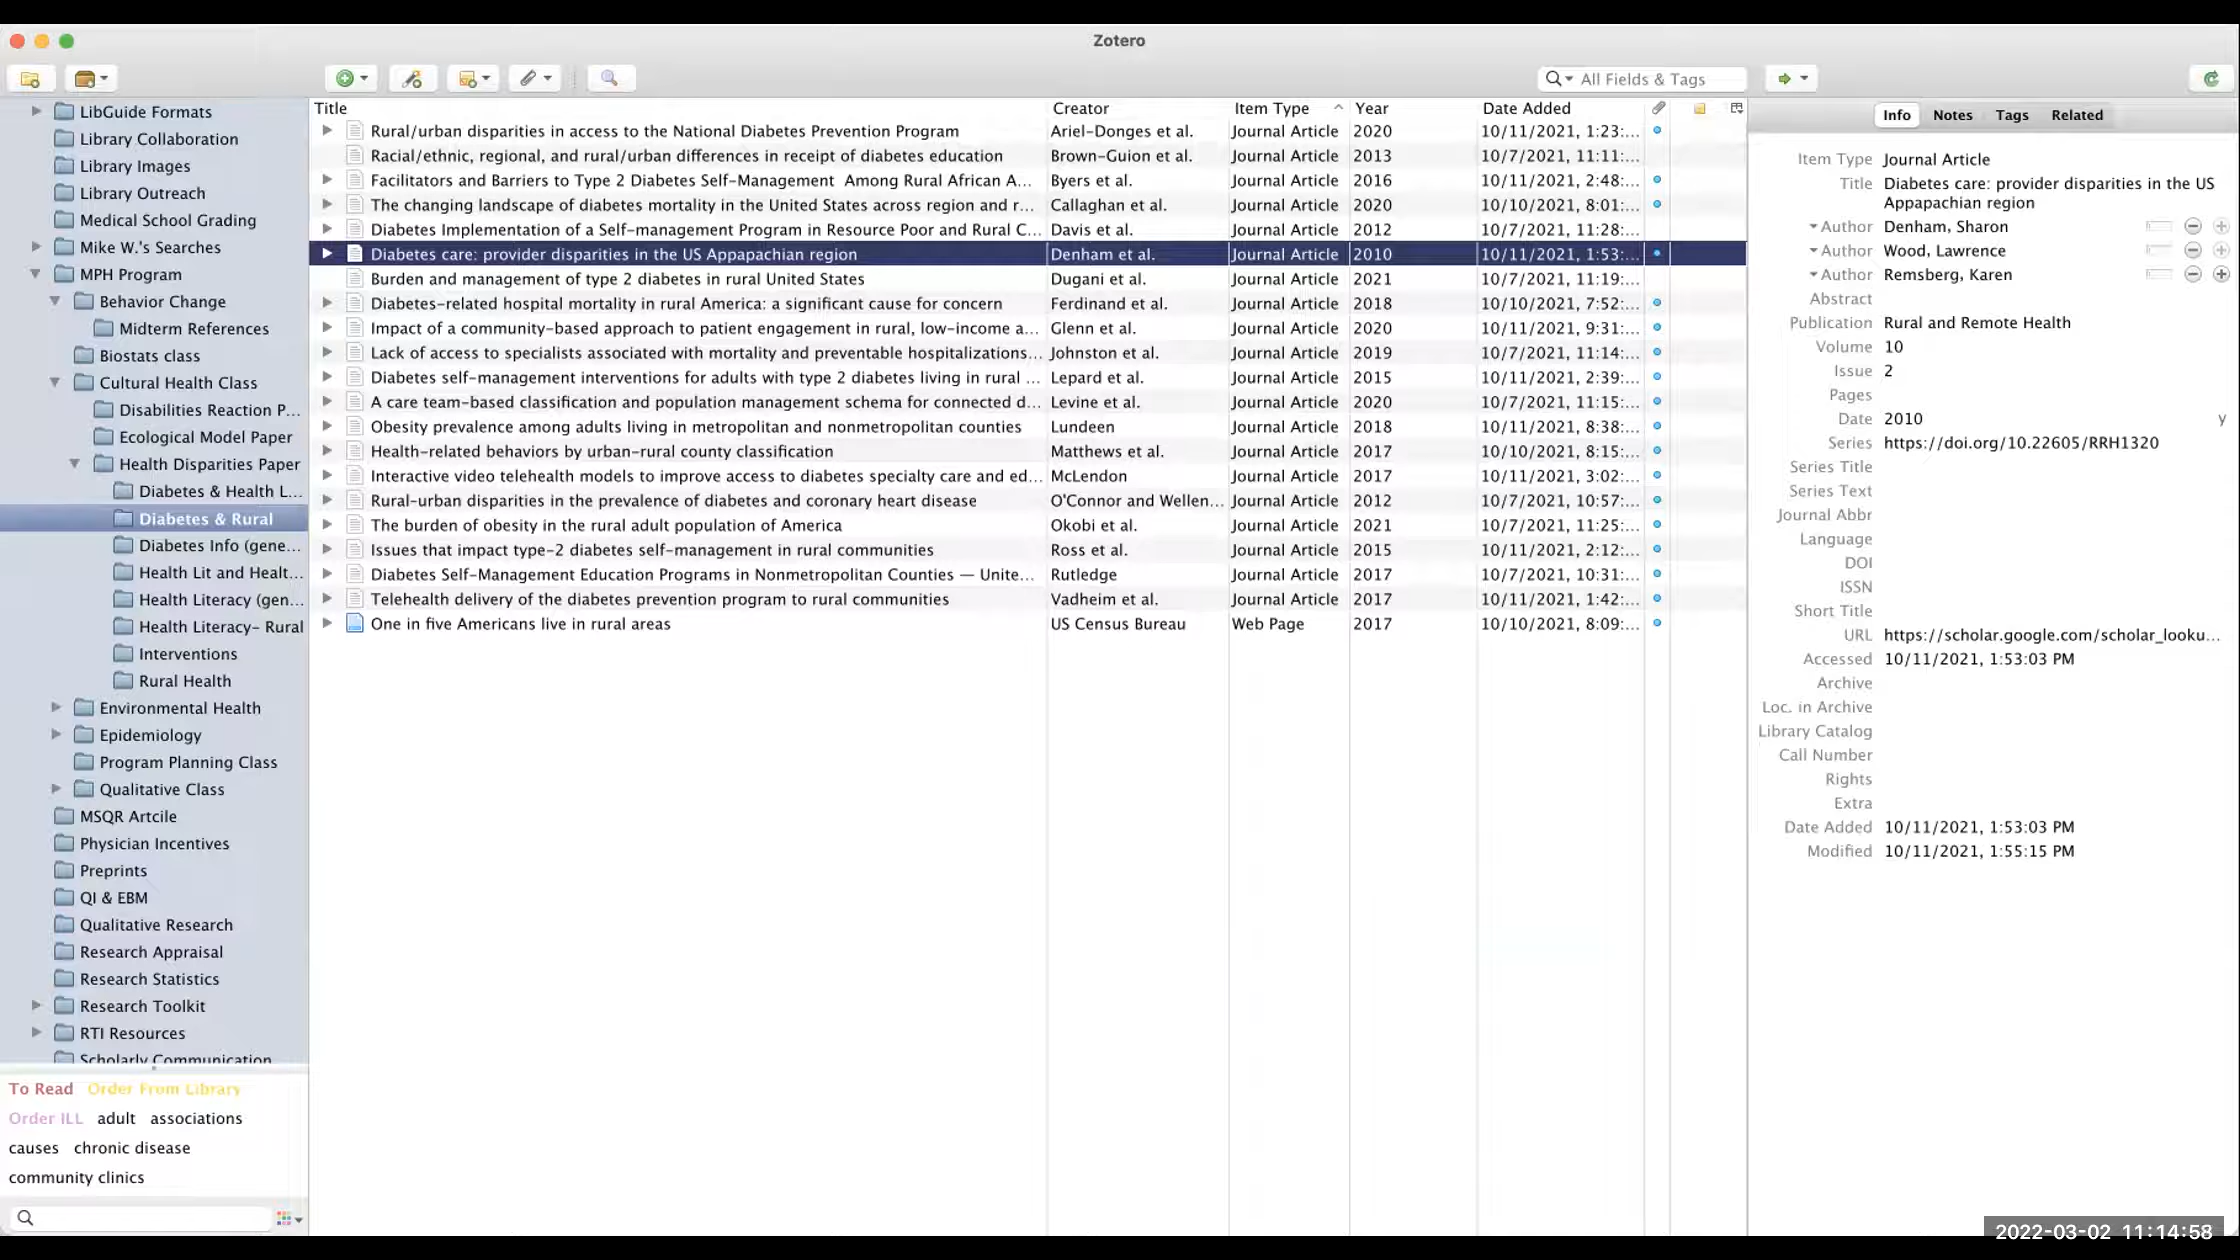 Zotero
All Fields & Tags
LibGuide Formats
Library Collaboration
Library Images
Library Outreach
Medical School Grading
Mike W.'s Searches
MPH Program
Behavior Change
Midterm References
Biostats class
Cultural Health Class
Disabilities Reaction P...
Ecological Model Paper
Health Disparities Paper
Diabetes & Health L...
Diabetes & Rural
Diabetes Info (gene...
Health Lit and Healt...
Health Literacy (gen...
Health Literacy- Rural
Interventions
Rural Health
Environmental Health
Epidemiology
Program Planning Class
Qualitative Class
MSQR Artcile
Physician Incentives
Preprints
QI & EBM
Qualitative Research
Research Appraisal
Research Statistics
Research Toolkit
RTI Resources
Scholarly Communication
To Read Order From Library
Order ILL adult associations
causes chronic disease
community clinics
Title Creator Item Type Year Date Added
Rural/urban disparities in access to the National Diabetes Prevention Program Ariel-Donges et al. Journal Article 2020 10/11/2021, 1:23:...
Racial/ethnic, regional, and rural/urban differences in receipt of diabetes education Brown-Guion et al. Journal Article 2013 10/7/2021, 11:11:...
Facilitators and Barriers to Type 2 Diabetes Self-Management Among Rural African A... Byers et al. Journal Article 2016 10/11/2021, 2:48:...
The changing landscape of diabetes mortality in the United States across region and r... Callaghan et al. Journal Article 2020 10/10/2021, 8:01:...
Diabetes Implementation of a Self-management Program in Resource Poor and Rural C... Davis et al. Journal Article 2012 10/7/2021, 11:28:...
Diabetes care: provider disparities in the US Appapachian region Denham et al. Journal Article 2010 10/11/2021, 1:53:...
Burden and management of type 2 diabetes in rural United States Dugani et al. Journal Article 2021 10/7/2021, 11:19:...
Diabetes-related hospital mortality in rural America: a significant cause for concern Ferdinand et al. Journal Article 2018 10/10/2021, 7:52:...
Impact of a community-based approach to patient engagement in rural, low-income a... Glenn et al. Journal Article 2020 10/11/2021, 9:31:...
Lack of access to specialists associated with mortality and preventable hospitalizations... Johnston et al. Journal Article 2019 10/7/2021, 11:14:...
Diabetes self-management interventions for adults with type 2 diabetes living in rural ... Lepard et al. Journal Article 2015 10/11/2021, 2:39:...
A care team-based classification and population management schema for connected d... Levine et al. Journal Article 2020 10/7/2021, 11:15:...
Obesity prevalence among adults living in metropolitan and nonmetropolitan counties Lundeen Journal Article 2018 10/11/2021, 8:38:...
Health-related behaviors by urban-rural county classification Matthews et al. Journal Article 2017 10/10/2021, 8:15:...
Interactive video telehealth models to improve access to diabetes specialty care and ed... McLendon Journal Article 2017 10/11/2021, 3:02:...
Rural-urban disparities in the prevalence of diabetes and coronary heart disease O'Connor and Wellen... Journal Article 2012 10/7/2021, 10:57:...
The burden of obesity in the rural adult population of America Okobi et al. Journal Article 2021 10/7/2021, 11:25:...
Issues that impact type-2 diabetes self-management in rural communities Ross et al. Journal Article 2015 10/11/2021, 2:12:...
Diabetes Self-Management Education Programs in Nonmetropolitan Counties — Unite... Rutledge Journal Article 2017 10/7/2021, 10:31:...
Telehealth delivery of the diabetes prevention program to rural communities Vadheim et al. Journal Article 2017 10/11/2021, 1:42:...
One in five Americans live in rural areas US Census Bureau Web Page 2017 10/10/2021, 8:09:...
Info Notes Tags Related
Item Type Journal Article
Title Diabetes care: provider disparities in the US
Appapachian region
Author Denham, Sharon
Author Wood, Lawrence
Author Remsberg, Karen
Abstract
Publication Rural and Remote Health
Volume 10
Issue 2
Pages
Date 2010 y
Series https://doi.org/10.22605/RRH1320
Series Title
Series Text
Journal Abbr
Language
DOI
ISSN
Short Title
URL https://scholar.google.com/scholar_looku...
Accessed 10/11/2021, 1:53:03 PM
Archive
Loc. in Archive
Library Catalog
Call Number
Rights
Extra
Date Added 10/11/2021, 1:53:03 PM
Modified 10/11/2021, 1:55:15 PM
2022-03-02 11:14:58